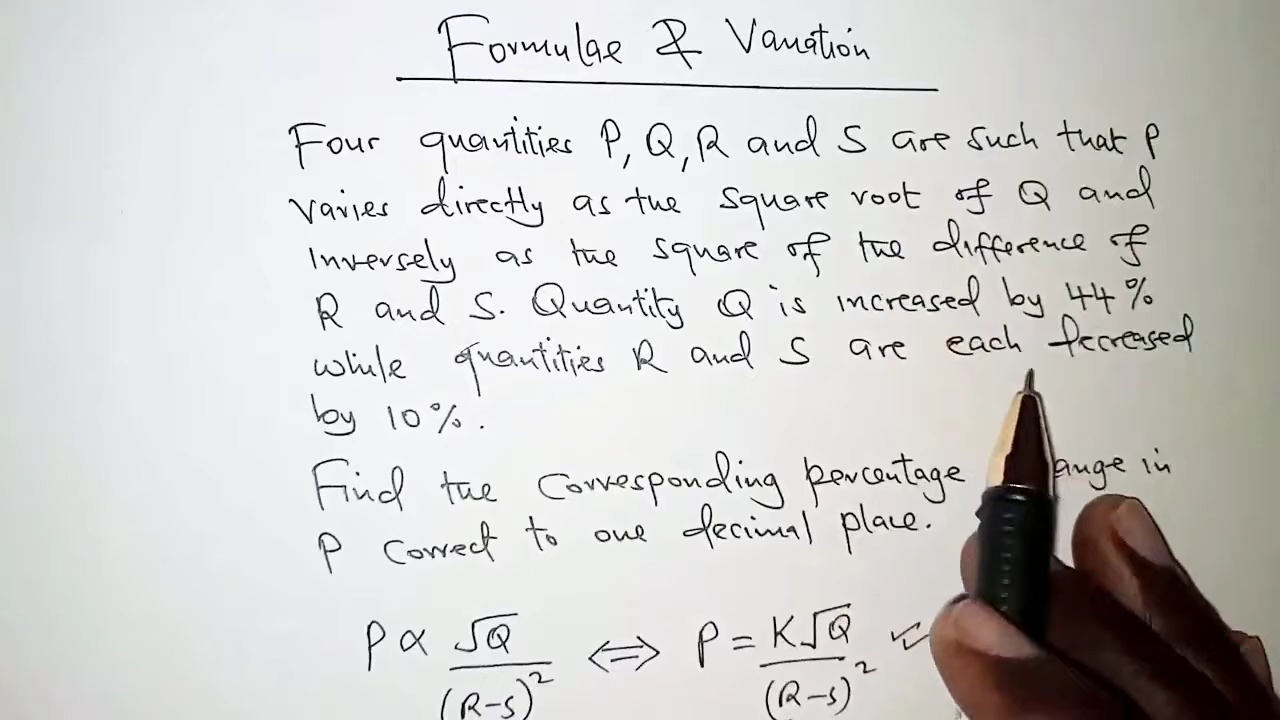 Formulae & Variation
Four quantities P, Q, R and S are such that P
varies directly as the square root of Q and
Inversely as the square of the difference of
R and S. Quantity Q is increased by 44%
while quantities R and S are each decreased
by 10%.
Find the corresponding percentage ange in
P correct to one decimal place.
P ∝ √Q / (R-s)² ⟺ P = K√Q / (R-s)² ✓